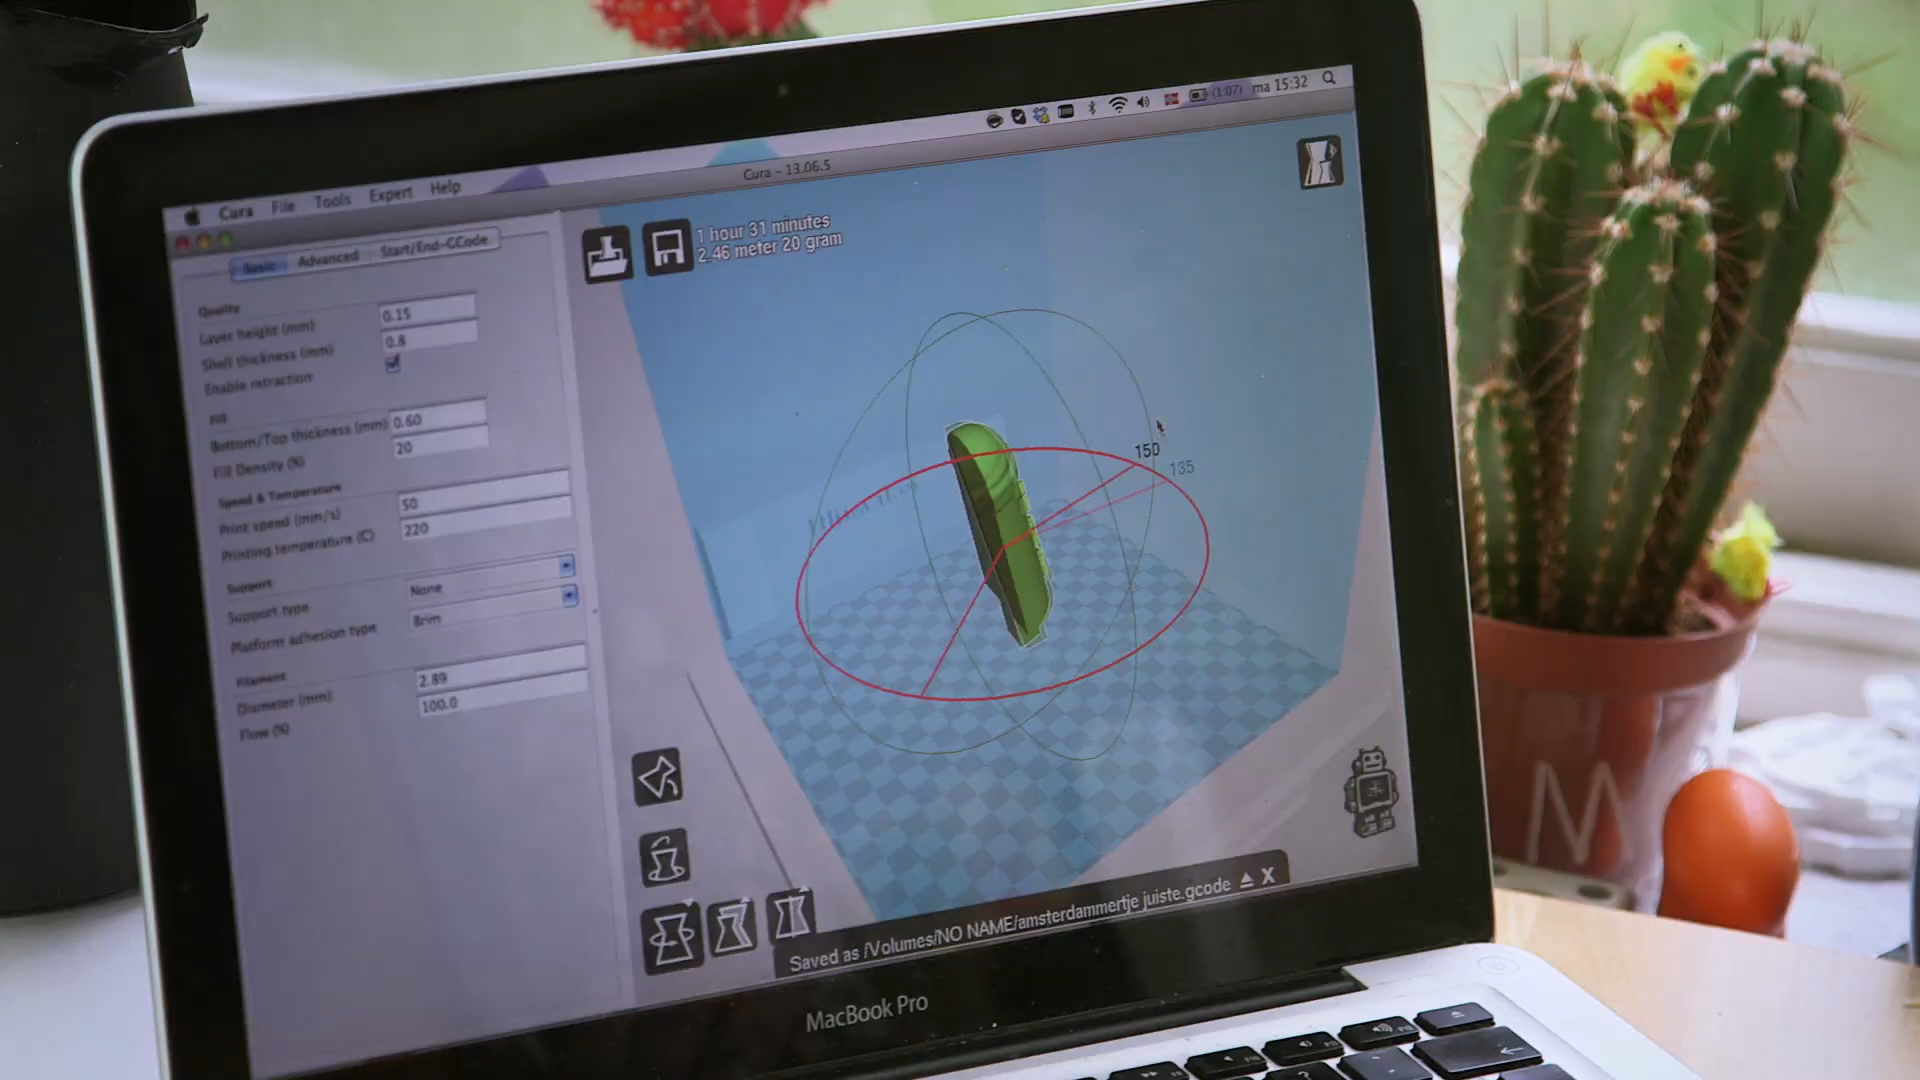 (1:07) ma 15:32
Cura File Tools Expert Help
Cura - 13.06.5
Basic Advanced Start/End-GCode
Quality
Layer height (mm) 0.15
Shell thickness (mm) 0.8
Enable retraction
Fill
Bottom/Top thickness (mm) 0.60
Fill Density (%) 20
Speed & Temperature
Print speed (mm/s) 50
Printing temperature (C) 220
Support
Support type None
Platform adhesion type Brim
Filament
Diameter (mm) 2.89
Flow (%) 100.0
1 hour 31 minutes
2.46 meter 20 gram
150
135
Saved as /Volumes/NO NAME/amsterdammertje juiste.gcode X
MacBook Pro
M